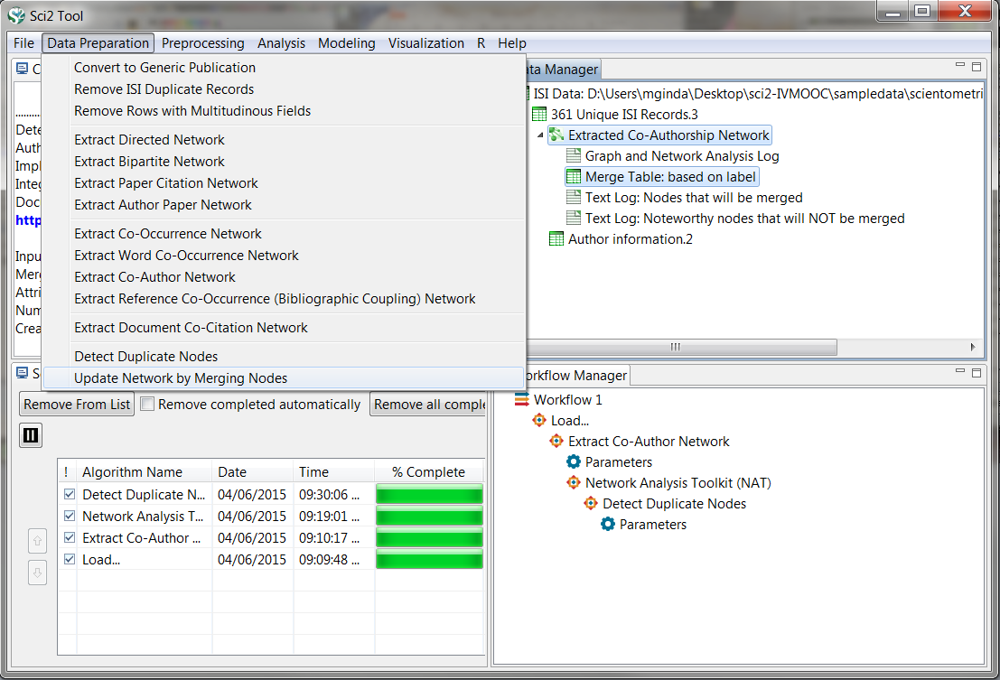 Sci2 Tool
File Data Preparation Preprocessing Analysis Modeling Visualization R Help
Convert to Generic Publication
Remove ISI Duplicate Records
Remove Rows with Multitudinous Fields
Extract Directed Network
Extract Bipartite Network
Extract Paper Citation Network
Extract Author Paper Network
Extract Co-Occurrence Network
Extract Word Co-Occurrence Network
Extract Co-Author Network
Extract Reference Co-Occurrence (Bibliographic Coupling) Network
Extract Document Co-Citation Network
Detect Duplicate Nodes
Update Network by Merging Nodes
C
..........
Dete
Auth
Impl
Integ
Docu
http
Inpu
Merg
Attri
Num
Crea
ata Manager
ISI Data: D:\Users\mginda\Desktop\sci2-IVMOOC\sampledata\scientometri
361 Unique ISI Records.3
Extracted Co-Authorship Network
Graph and Network Analysis Log
Merge Table: based on label
Text Log: Nodes that will be merged
Text Log: Noteworthy nodes that will NOT be merged
Author information.2
S
Remove From List Remove completed automatically Remove all comple
! Algorithm Name Date Time % Complete
Detect Duplicate N... 04/06/2015 09:30:06 ...
Network Analysis T... 04/06/2015 09:19:01 ...
Extract Co-Author ... 04/06/2015 09:10:17 ...
Load... 04/06/2015 09:09:48 ...
orkflow Manager
Workflow 1
Load...
Extract Co-Author Network
Parameters
Network Analysis Toolkit (NAT)
Detect Duplicate Nodes
Parameters